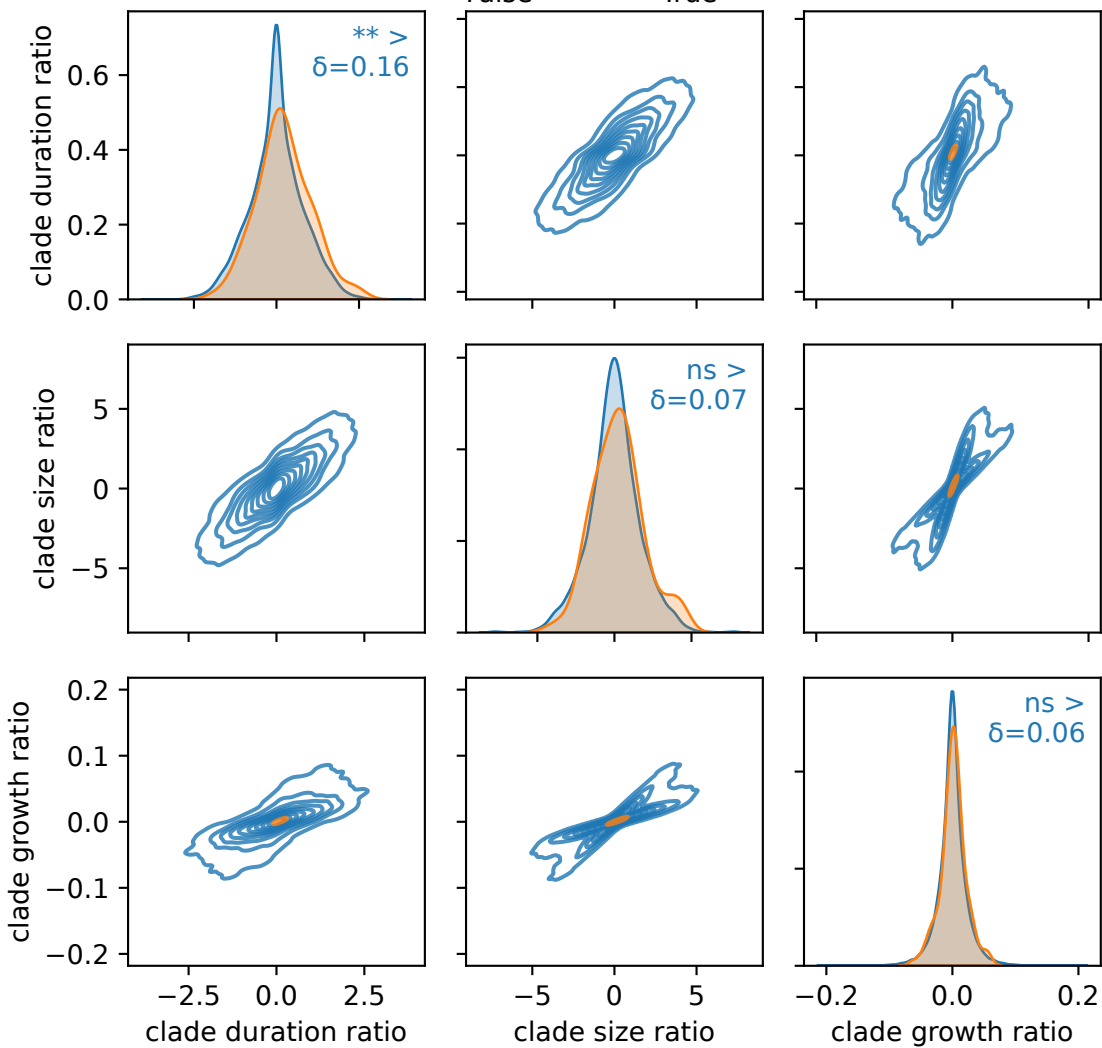 False True
clade duration ratio
0.6
0.4
0.2
0.0
** >
δ=0.16
clade size ratio
5
0
−5
ns >
δ=0.07
clade growth ratio
0.2
0.1
0.0
−0.1
−0.2
ns >
δ=0.06
−2.5 0.0 2.5
−5 0 5
−0.2 0.0 0.2
clade duration ratio
clade size ratio
clade growth ratio